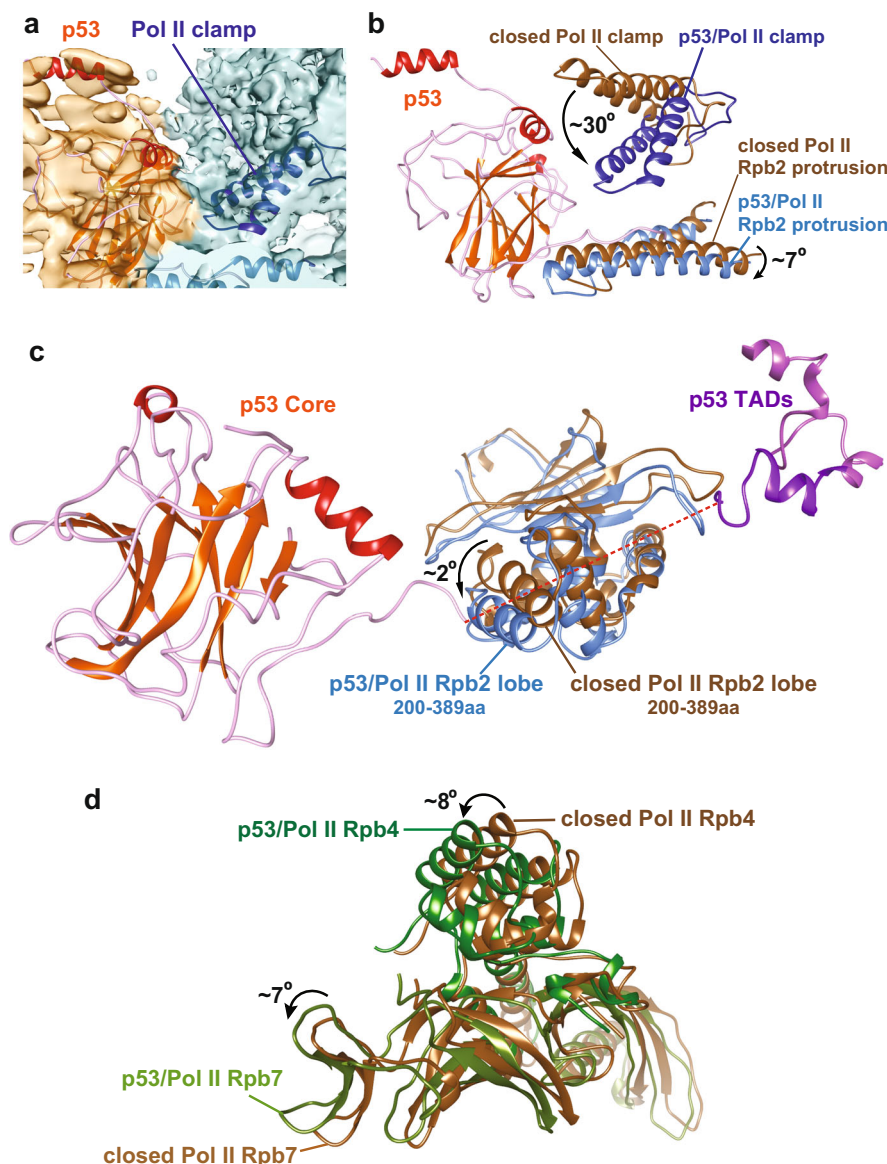 a
p53
Pol II clamp
b
closed Pol II clamp
p53/Pol II clamp
p53
~30°
closed Pol II
Rpb2 protrusion
p53/Pol II
Rpb2 protrusion
~7°
c
p53 Core
p53 TADs
~2°
p53/Pol II Rpb2 lobe
200-389aa
closed Pol II Rpb2 lobe
200-389aa
d
~8°
p53/Pol II Rpb4
closed Pol II Rpb4
~7°
p53/Pol II Rpb7
closed Pol II Rpb7